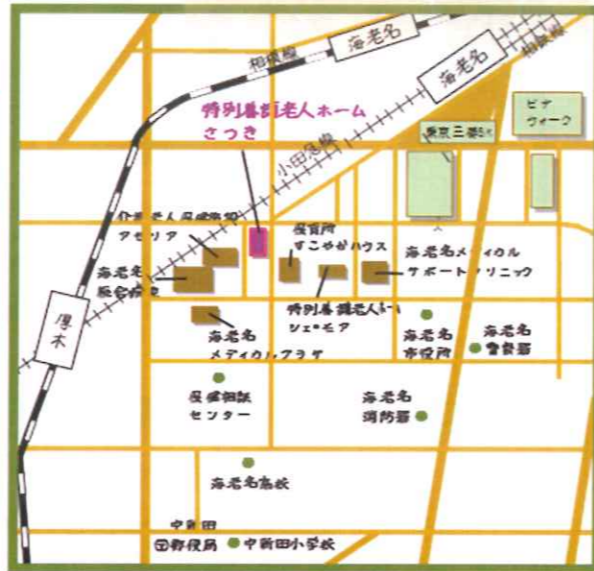 海老名
海老名
相模線
相鉄線
特別養護老人ホーム
さつき
小田急線
ビナ
ウォーク
介護老人保健施設
アゼリア
保育所
すこやかハウス
海老名メディカル
サポートクリニック
海老名
総合病院
厚木
特別養護老人ホーム
シェ・モア
海老名
メディカルプラザ
海老名
市役所
海老名
警察署
保健相談
センター
海老名
消防署
海老名高校
中新田
郵便局
中新田小学校